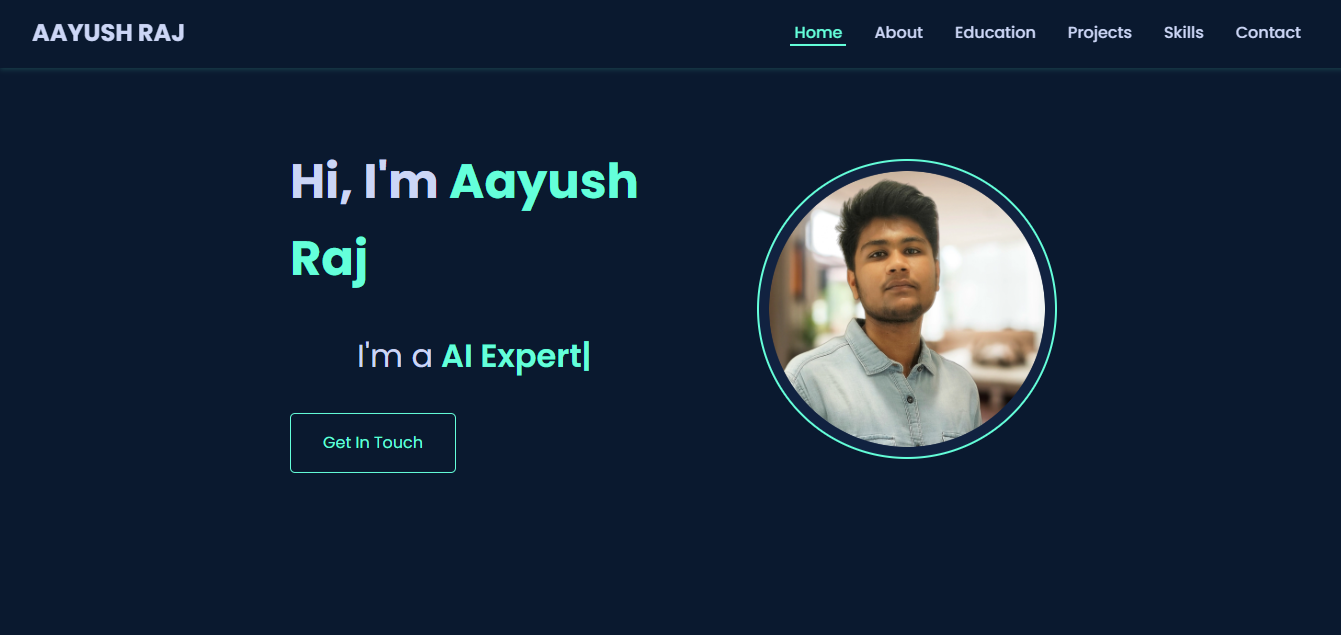 AAYUSH RAJ
Home About Education Projects Skills Contact
Hi, I'm Aayush
Raj
I'm a AI Expert|
Get In Touch